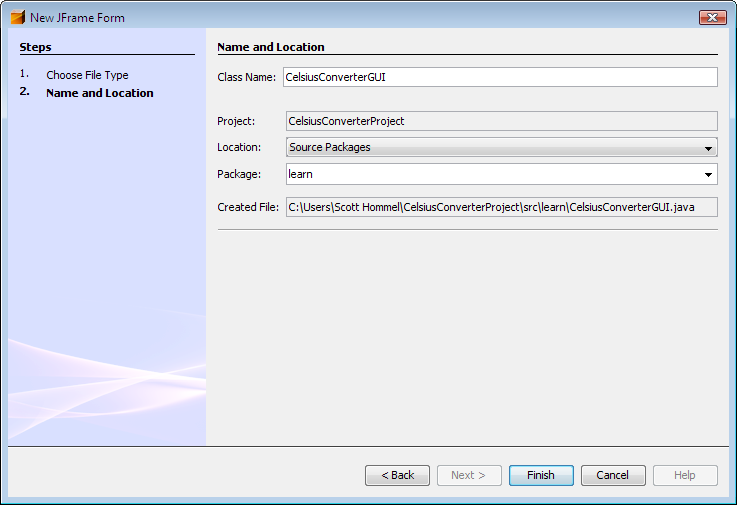 New JFrame Form
Steps
1. Choose File Type
2. Name and Location
Name and Location
Class Name: CelsiusConverterGUI
Project: CelsiusConverterProject
Location: Source Packages
Package: learn
Created File: C:\Users\Scott Hommel\CelsiusConverterProject\src\learn\CelsiusConverterGUI.java
< Back Next > Finish Cancel Help